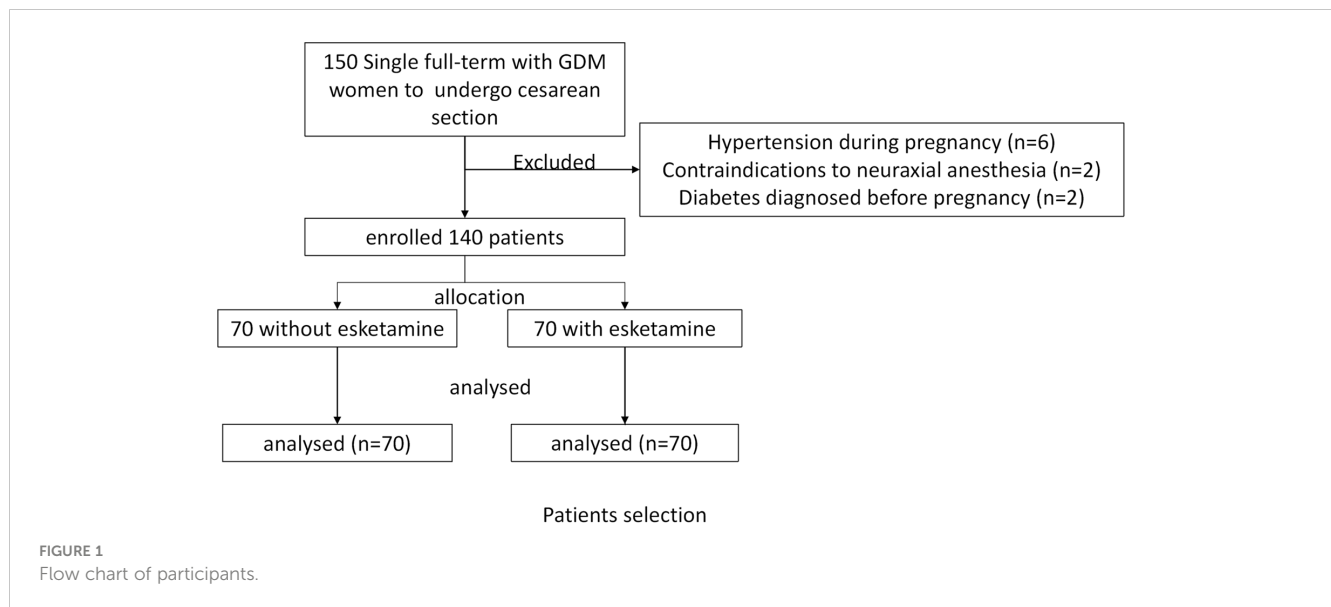 150 Single full-term with GDM
women to undergo cesarean
section
Excluded
Hypertension during pregnancy (n=6)
Contraindications to neuraxial anesthesia (n=2)
Diabetes diagnosed before pregnancy (n=2)
enrolled 140 patients
allocation
70 without esketamine
70 with esketamine
analysed
analysed (n=70)
analysed (n=70)
Patients selection
FIGURE 1
Flow chart of participants.